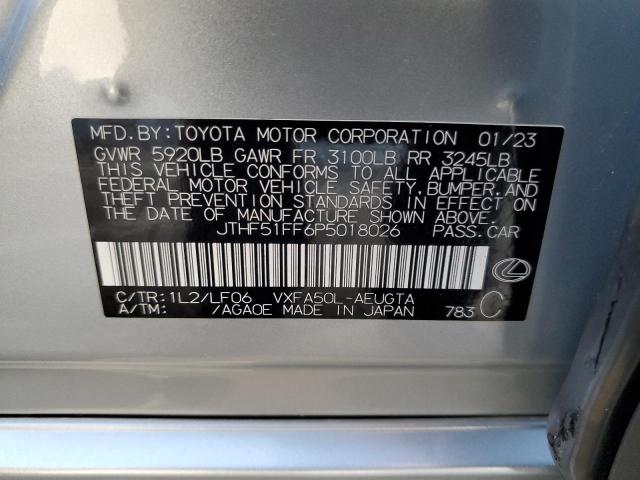 MFD.BY:TOYOTA MOTOR CORPORATION 01/23
GVWR 5920LB GAWR FR 3100LB RR 3245LB
THIS VEHICLE CONFORMS TO ALL APPLICABLE
FEDERAL MOTOR VEHICLE SAFETY,BUMPER,AND
THEFT PREVENTION STANDARDS IN EFFECT ON
THE DATE OF MANUFACTURE SHOWN ABOVE.
JTHF51FF6P5018026 PASS.CAR
C/TR:1L2/LF06 VXFA50L-AEUGTA
A/TM: /AGA0E MADE IN JAPAN 783 C